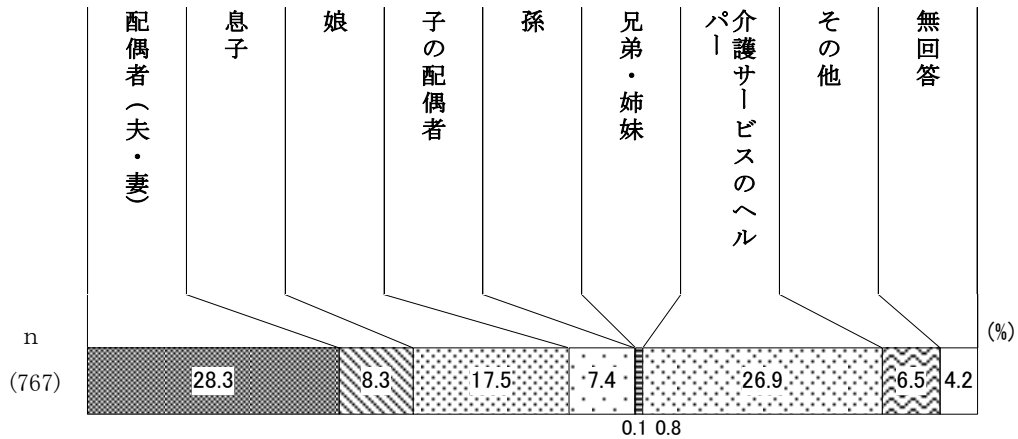 配偶者（夫・妻）
息子
娘
子の配偶者
孫
兄弟・姉妹
介護サービスのヘル
パー
その他
無回答
(%)
n
(767)
28.3
8.3
17.5
7.4
26.9
6.5
4.2
0.1
0.8